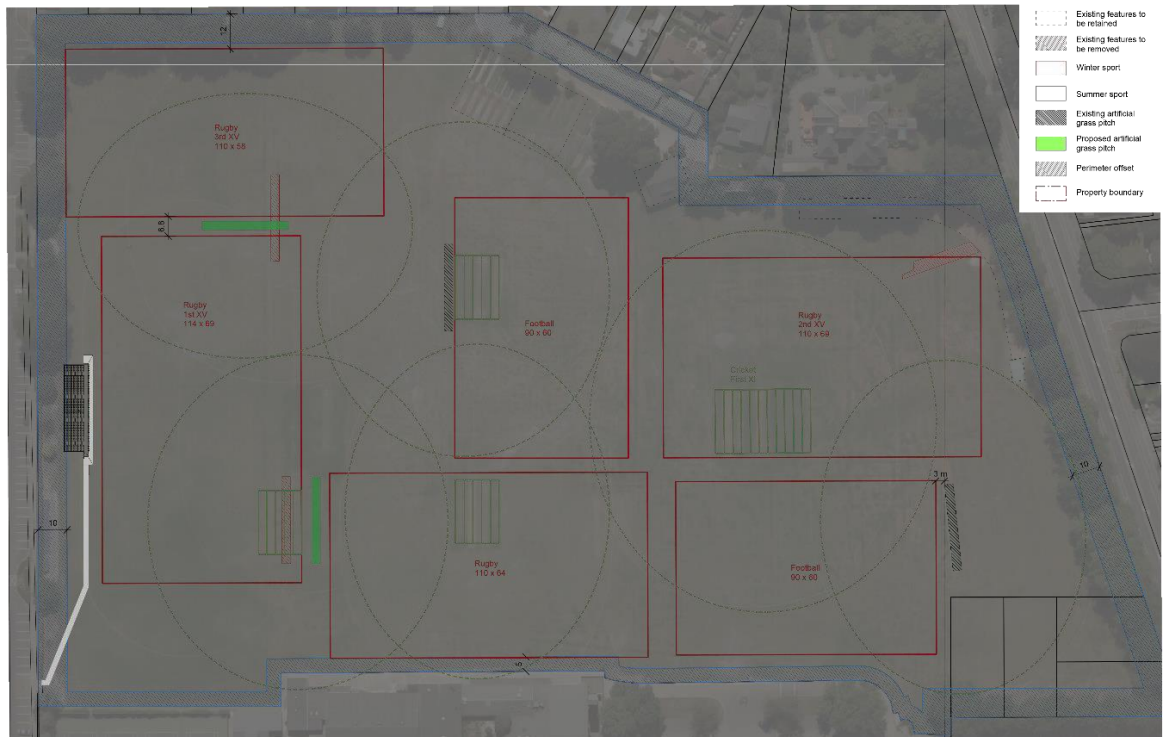 12
Existing features to
be retained
Existing features to
be removed
Winter sport
Summer sport
Existing artificial
grass pitch
Proposed artificial
grass pitch
Perimeter offset
Property boundary
Rugby
3rd XV
110 x 58
Rugby
1st XV
114 x 69
Football
90 x 60
Rugby
2nd XV
110 x 69
Cricket
First XI
3 m
10
10
Rugby
110 x 64
Football
90 x 60
5